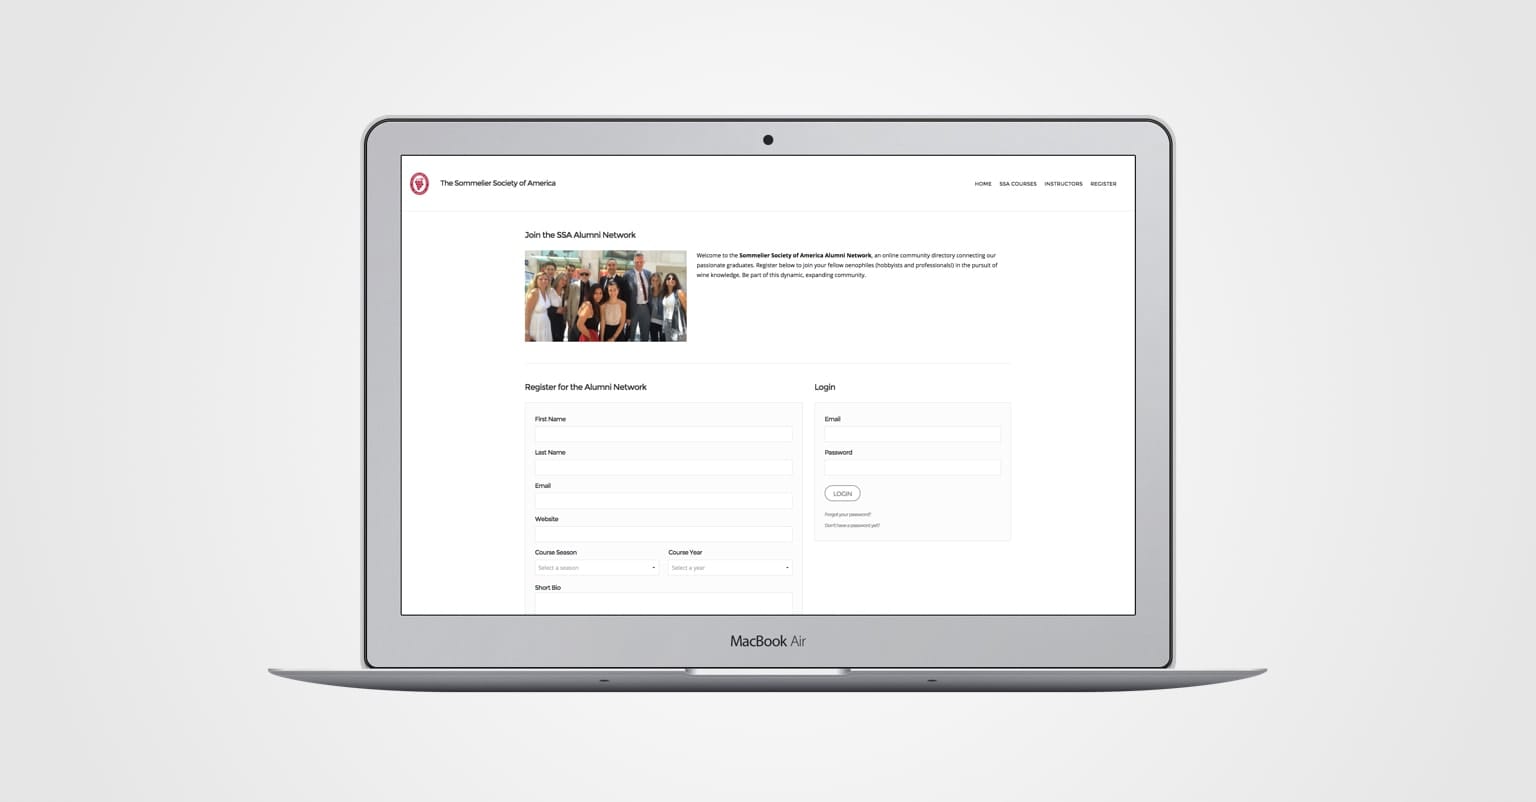 The Sommelier Society of America
HOME SSA COURSES INSTRUCTORS REGISTER
Join the SSA Alumni Network
Welcome to the Sommelier Society of America Alumni Network, an online community directory connecting our
passionate graduates. Register below to join your fellow oenophiles (hobbyists and professionals!) in the pursuit of
wine knowledge. Be part of this dynamic, expanding community.
Register for the Alumni Network
First Name
Last Name
Email
Website
Course Season Course Year
Select a season Select a year
Short Bio
Login
Email
Password
LOGIN
Forgot your password?
Don't have a password yet?
MacBook Air